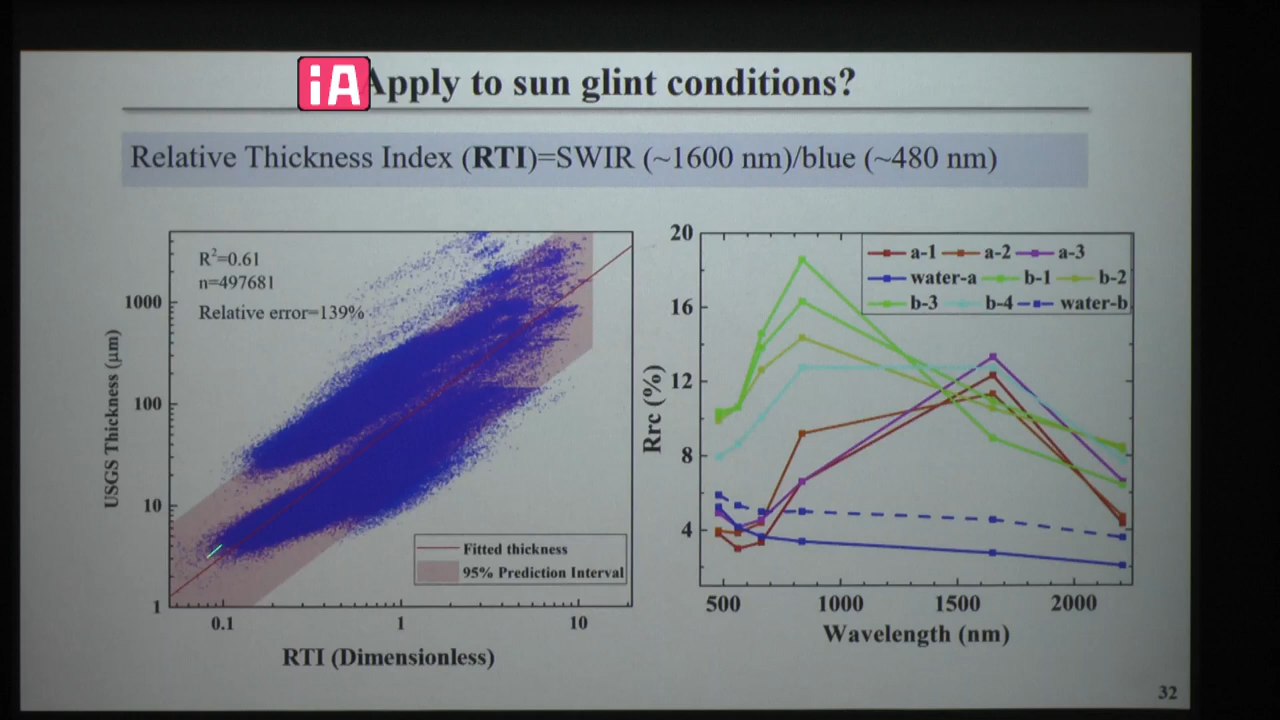 iA
Apply to sun glint conditions?
Relative Thickness Index (RTI)=SWIR (~1600 nm)/blue (~480 nm)
R²=0.61
n=497681
Relative error=139%
1000
100
10
1
USGS Thickness (μm)
Fitted thickness
95% Prediction Interval
0.1 1 10
RTI (Dimensionless)
20
16
12
8
4
Rrc (%)
a-1 a-2 a-3
water-a b-1 b-2
b-3 b-4 water-b
500 1000 1500 2000
Wavelength (nm)
32